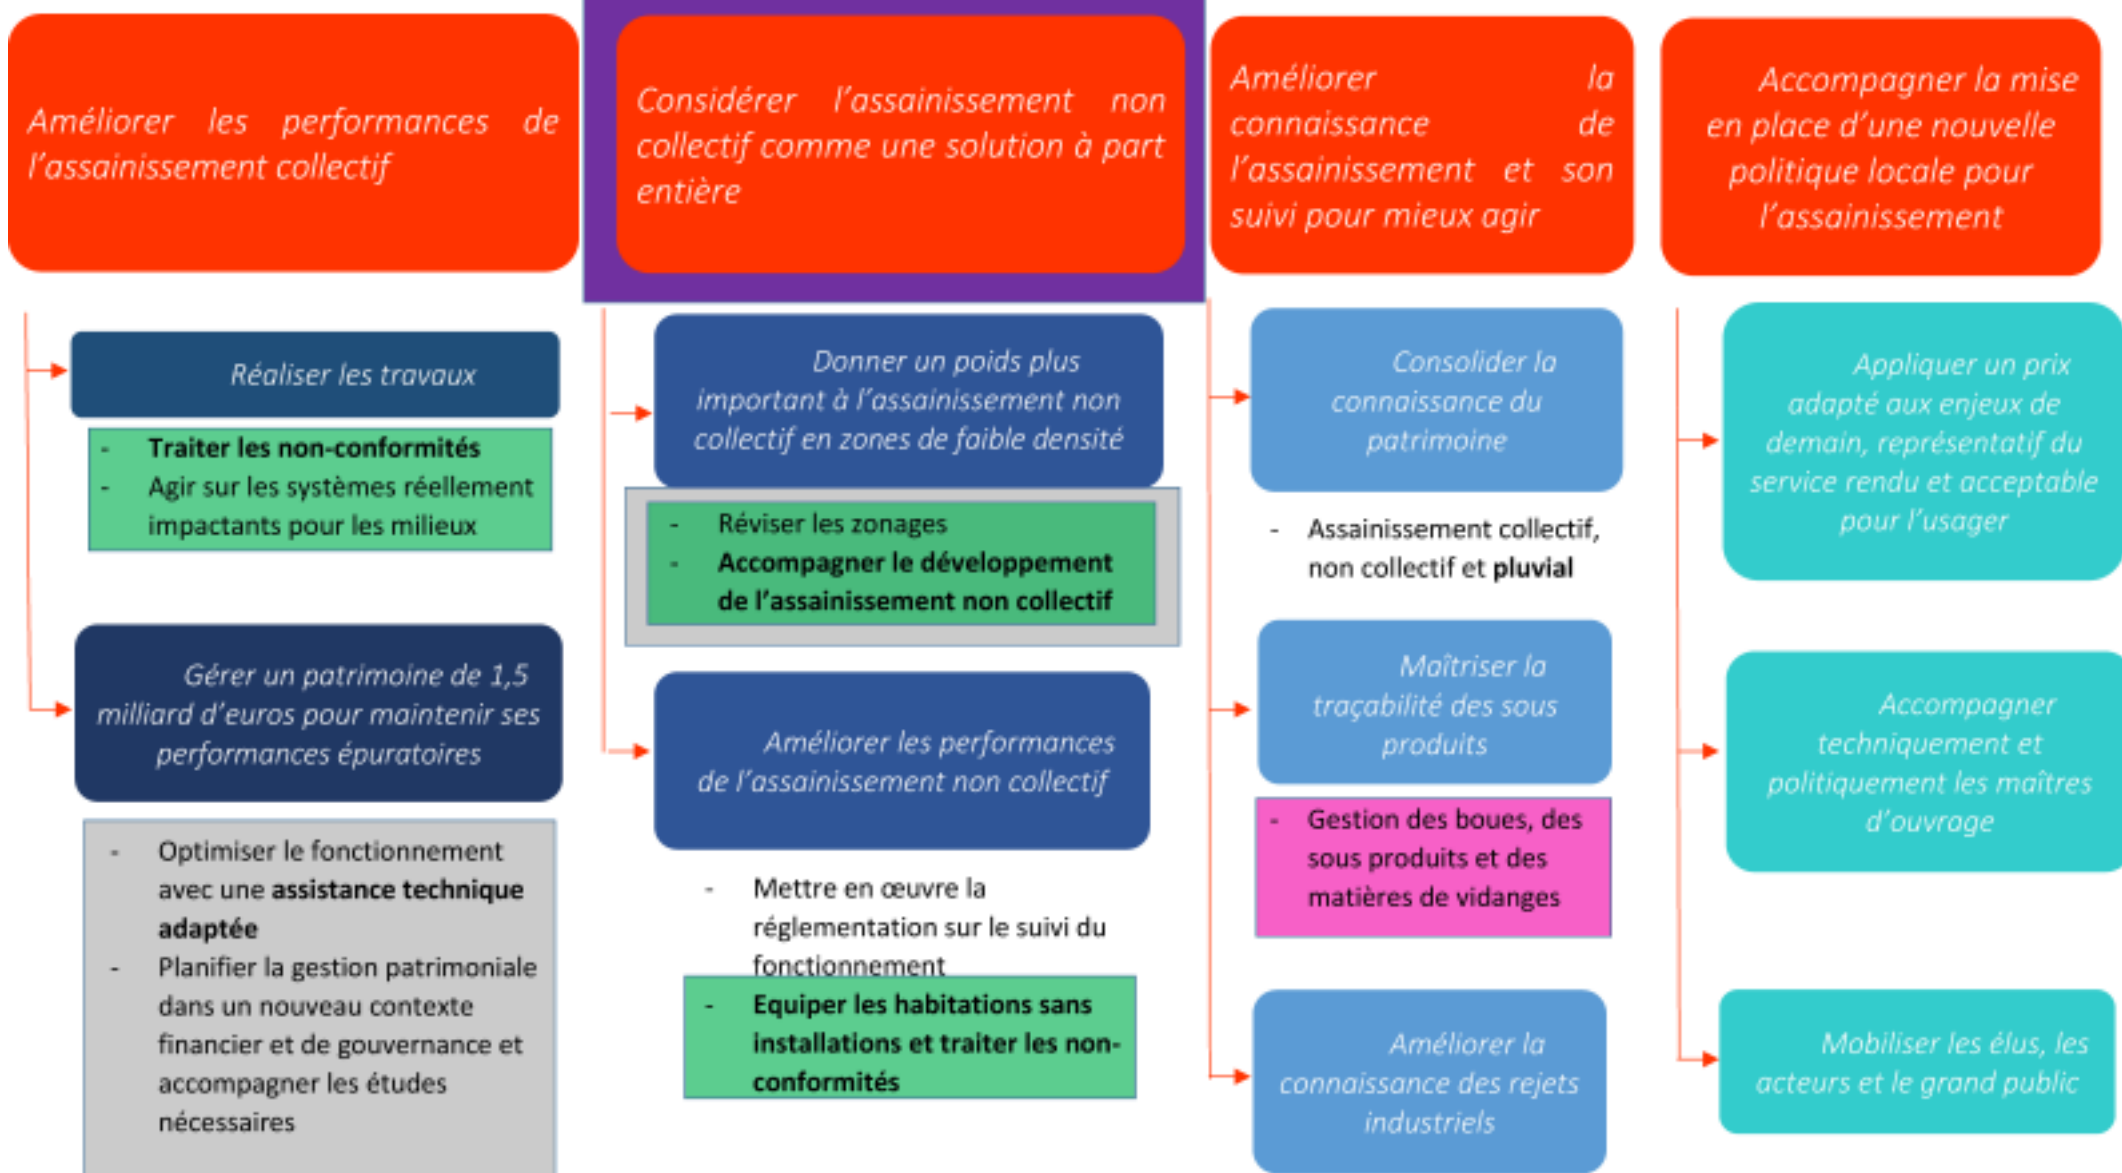 Améliorer les performances de
l’assainissement collectif
Réaliser les travaux
- Traiter les non-conformités
- Agir sur les systèmes réellement
impactants pour les milieux
Gérer un patrimoine de 1,5
milliard d’euros pour maintenir ses
performances épuratoires
- Optimiser le fonctionnement
avec une assistance technique
adaptée
- Planifier la gestion patrimoniale
dans un nouveau contexte
financier et de gouvernance et
accompagner les études
nécessaires
Considérer l’assainissement non
collectif comme une solution à part
entière
Donner un poids plus
important à l’assainissement non
collectif en zones de faible densité
- Réviser les zonages
- Accompagner le développement
de l’assainissement non collectif
Améliorer les performances
de l’assainissement non collectif
- Mettre en œuvre la
réglementation sur le suivi du
fonctionnement
- Equiper les habitations sans
installations et traiter les non-
conformités
Améliorer la
connaissance de
l’assainissement et son
suivi pour mieux agir
Consolider la
connaissance du
patrimoine
- Assainissement collectif,
non collectif et pluvial
Maîtriser la
traçabilité des sous
produits
- Gestion des boues, des
sous produits et des
matières de vidanges
Améliorer la
connaissance des rejets
industriels
Accompagner la mise
en place d’une nouvelle
politique locale pour
l’assainissement
Appliquer un prix
adapté aux enjeux de
demain, représentatif du
service rendu et acceptable
pour l’usager
Accompagner
techniquement et
politiquement les maîtres
d’ouvrage
Mobiliser les élus, les
acteurs et le grand public